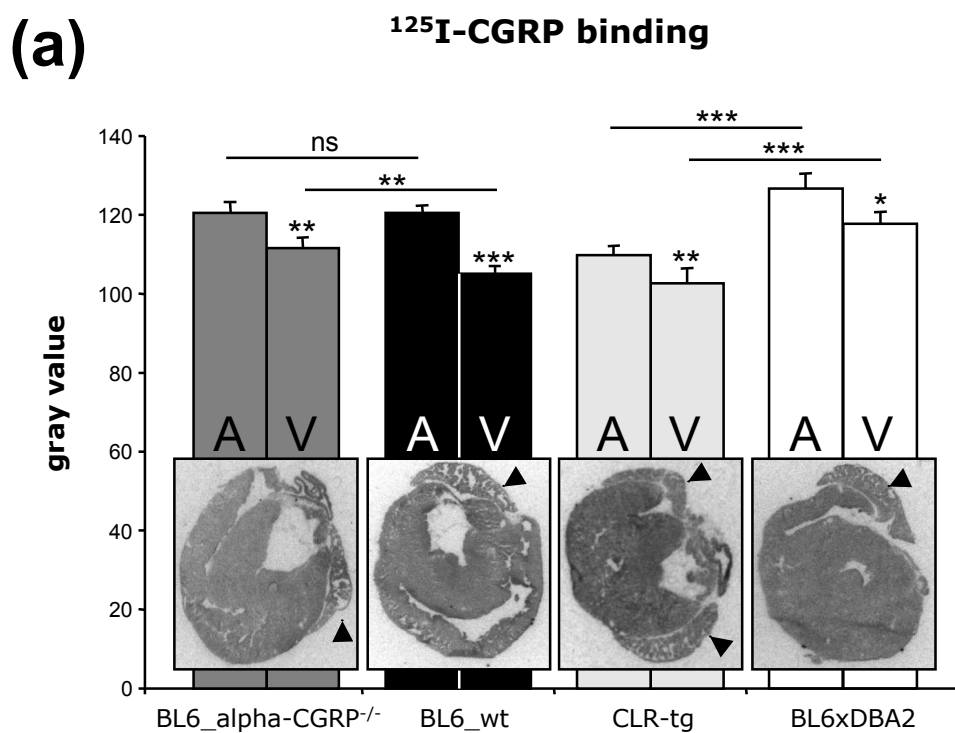 (a)
¹²⁵I-CGRP binding
gray value
140
120
100
80
60
40
20
0
ns
**
***
***
**
***
**
*
A V A V A V A V
BL6_alpha-CGRP⁻/⁻ BL6_wt CLR-tg BL6xDBA2